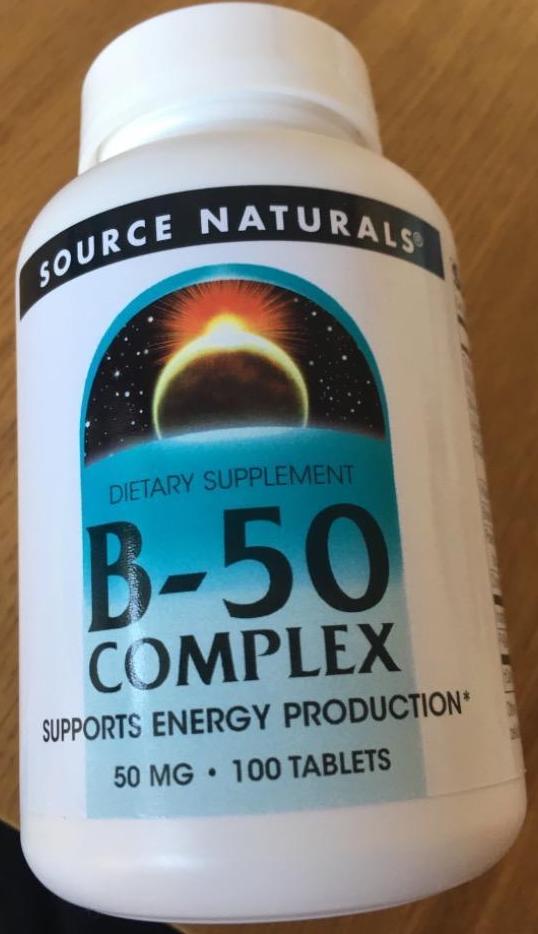 SOURCE NATURALS®
DIETARY SUPPLEMENT
B-50
COMPLEX
SUPPORTS ENERGY PRODUCTION*
50 MG • 100 TABLETS